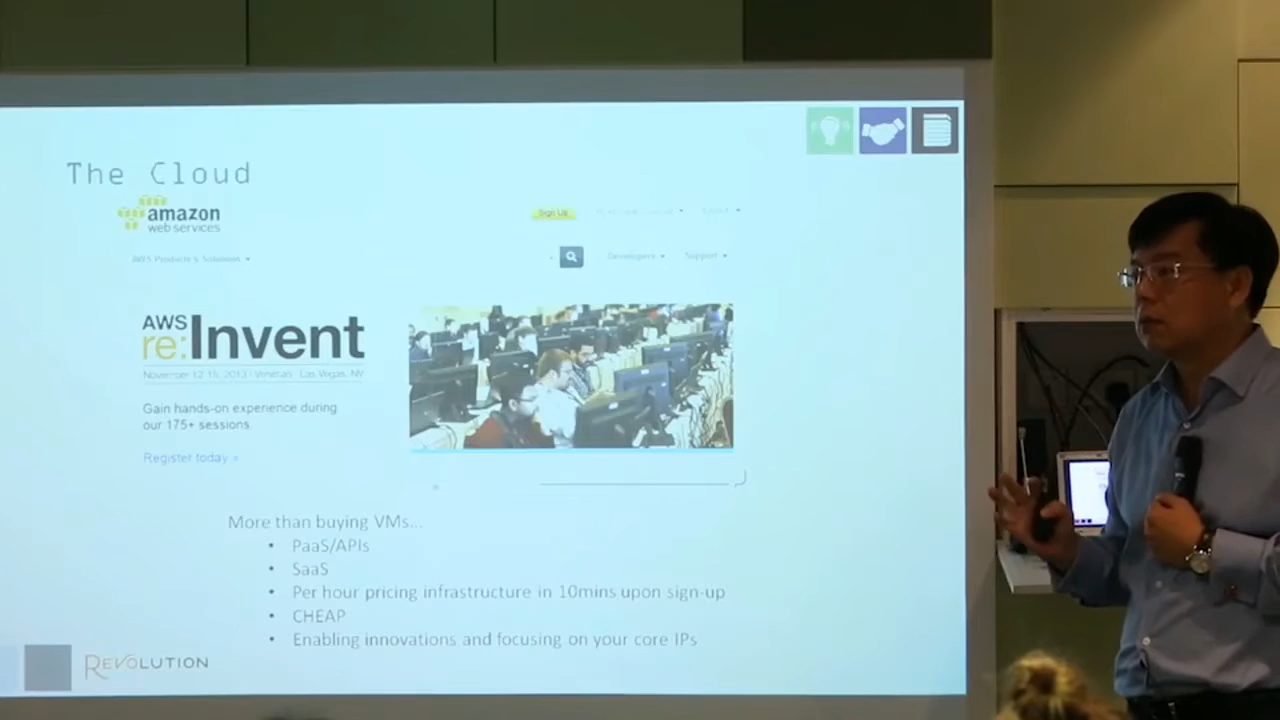 The Cloud
amazon
web services
Sign Up
AWS Products & Solutions
Developers
Support
AWS
re:Invent
November 12-15, 2013 | Venetian - Las Vegas, NV
Gain hands-on experience during
our 175+ sessions
Register today »
More than buying VMs...
• PaaS/APIs
• SaaS
• Per hour pricing infrastructure in 10mins upon sign-up
• CHEAP
• Enabling innovations and focusing on your core IPs
REVOLUTION